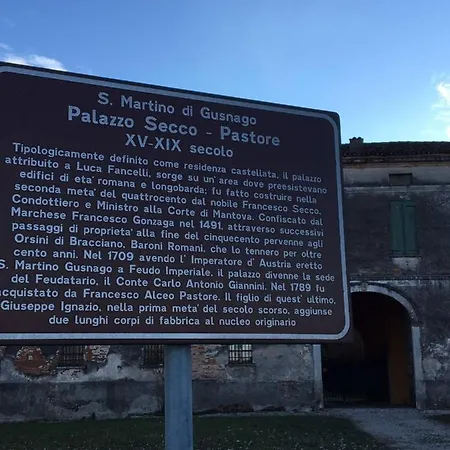 S. Martino di Gusnago
Palazzo Secco - Pastore
XV-XIX secolo
Tipologicamente definito come residenza castellata, il palazzo
attribuito a Luca Fancelli, sorge su un'area dove preesistevano
edifici di eta' romana e longobarda; fu fatto costruire nella
seconda meta' del quattrocento dal nobile Francesco Secco,
Condottiero e Ministro alla Corte di Mantova. Confiscato dal
Marchese Francesco Gonzaga nel 1491, attraverso successivi
passaggi di proprieta' alla fine del cinquecento pervenne agli
Orsini di Bracciano, Baroni Romani, che lo tennero per oltre
cento anni. Nel 1709 avendo l' Imperatore d' Austria eretto
S. Martino Gusnago a Feudo Imperiale, il palazzo divenne la sede
del Feudatario, il Conte Carlo Antonio Giannini. Nel 1789 fu
acquistato da Francesco Alceo Pastore. Il figlio di quest' ultimo,
Giuseppe Ignazio, nella prima meta' del secolo scorso, aggiunse
due lunghi corpi di fabbrica al nucleo originario